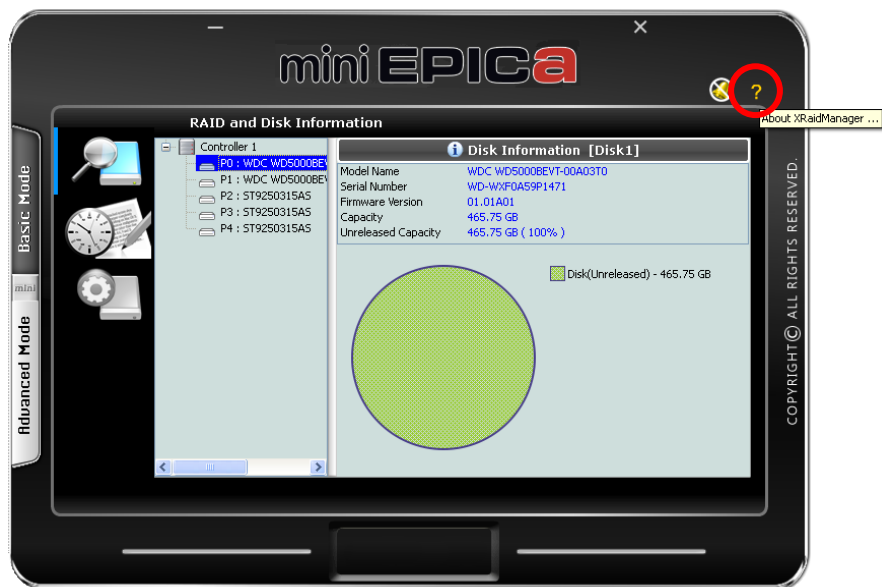 mini EPICa
?
About XRaidManager ...
RAID and Disk Information
Basic Mode
mini
Advanced Mode
Controller 1
P0 : WDC WD5000BEV
P1 : WDC WD5000BEV
P2 : ST9250315AS
P3 : ST9250315AS
P4 : ST9250315AS
Disk Information [Disk1]
Model Name WDC WD5000BEVT-00A03T0
Serial Number WD-WXF0A59P1471
Firmware Version 01.01A01
Capacity 465.75 GB
Unreleased Capacity 465.75 GB ( 100% )
Disk(Unreleased) - 465.75 GB
COPYRIGHT© ALL RIGHTS RESERVED.